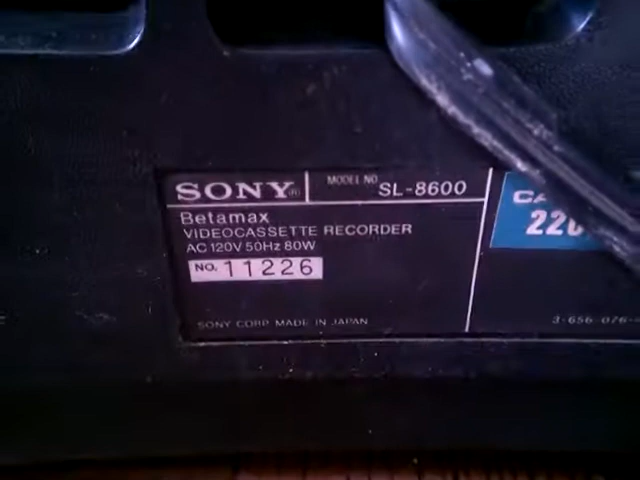 SONY® MODEL NO. SL-8600
Betamax
VIDEOCASSETTE RECORDER
AC 120V 50Hz 80W
NO. 11226
SONY CORP MADE IN JAPAN
220
3-656-076-